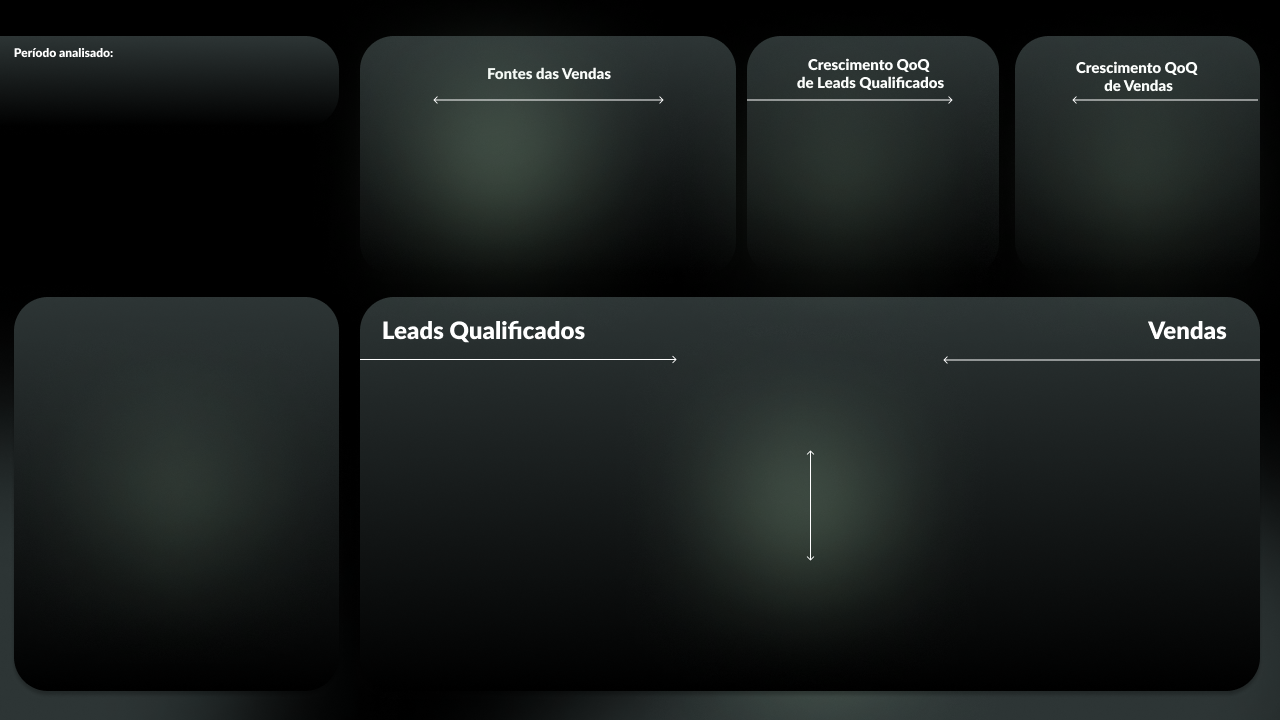 Período analisado:
Fontes das Vendas
Crescimento QoQ
de Leads Qualificados
Crescimento QoQ
de Vendas
Leads Qualificados
Vendas